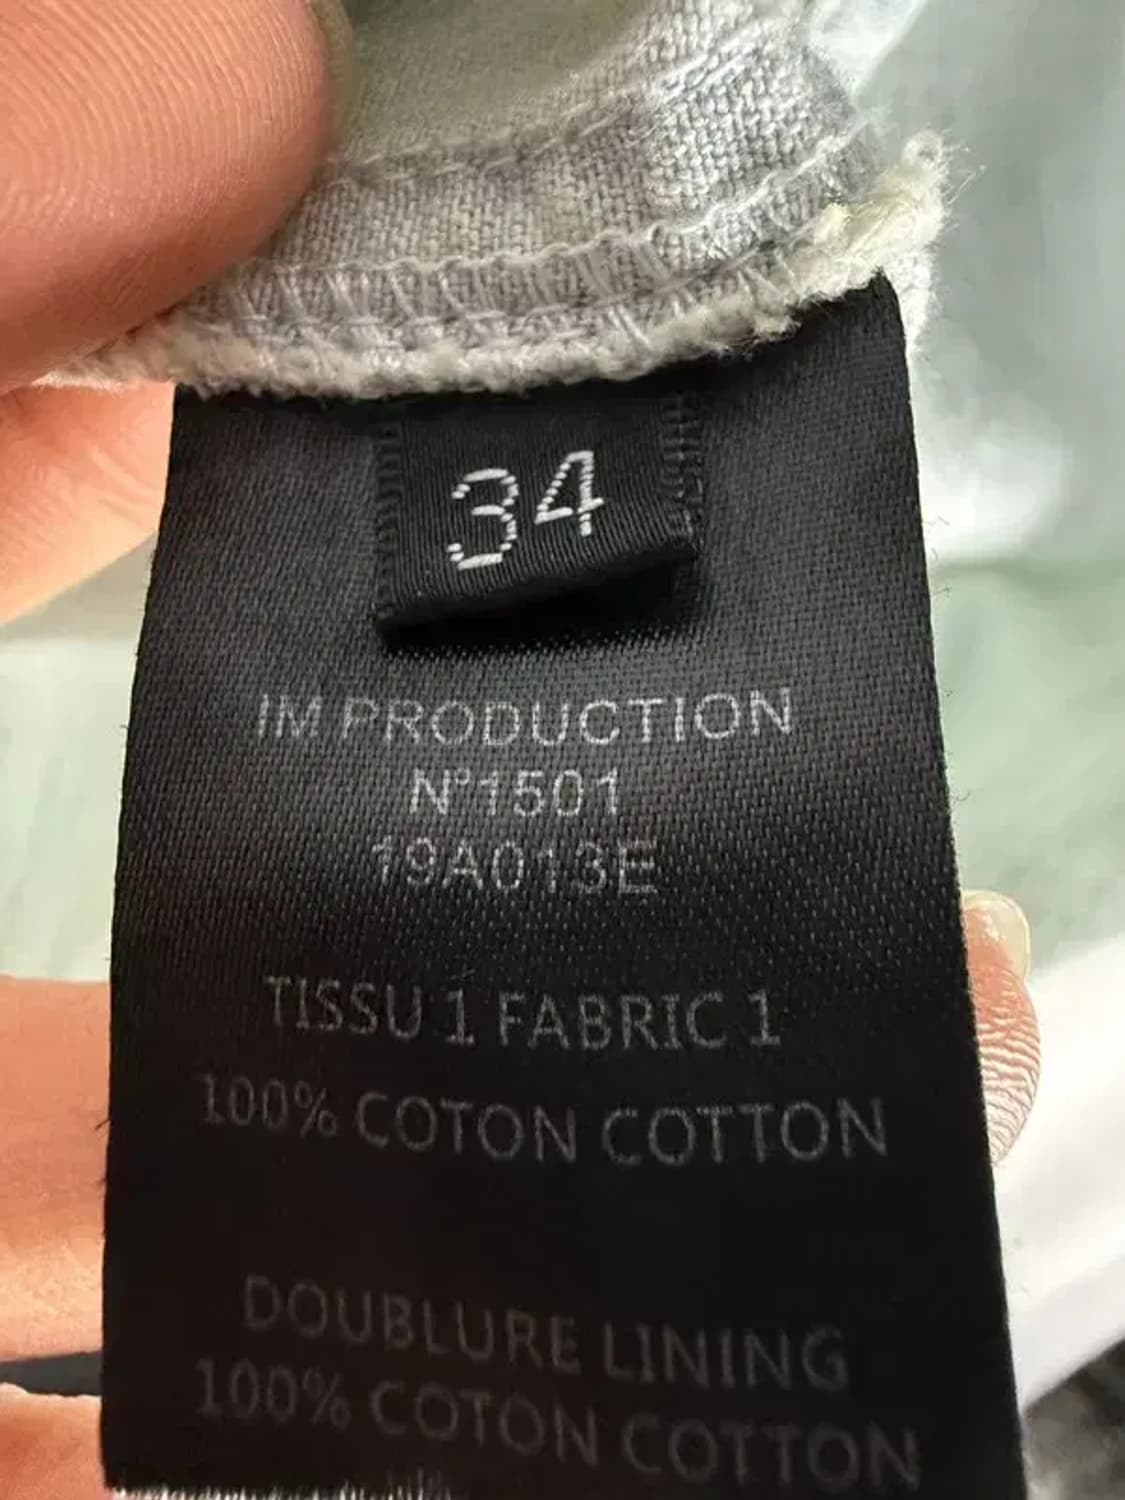 34
IM PRODUCTION
N°1501
19A013E
TISSU 1 FABRIC 1
100% COTON COTTON
DOUBLURE LINING
100% COTON COTTON